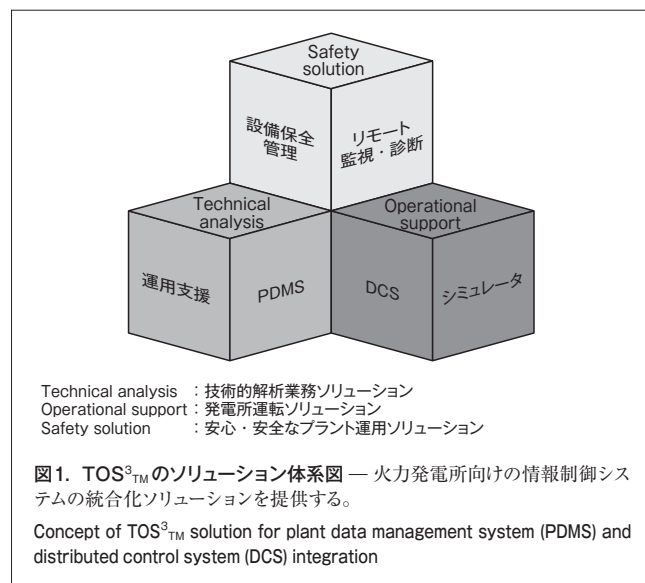 Safety
solution
設備保全
管理
リモート
監視・診断
Technical
analysis
Operational
support
運用支援
PDMS
DCS
シミュレータ
Technical analysis ：技術的解析業務ソリューション
Operational support：発電所運転ソリューション
Safety solution ：安心・安全なプラント運用ソリューション
図1. TOS³TMのソリューション体系図 — 火力発電所向けの情報制御シス
テムの統合化ソリューションを提供する。
Concept of TOS³TM solution for plant data management system (PDMS) and
distributed control system (DCS) integration